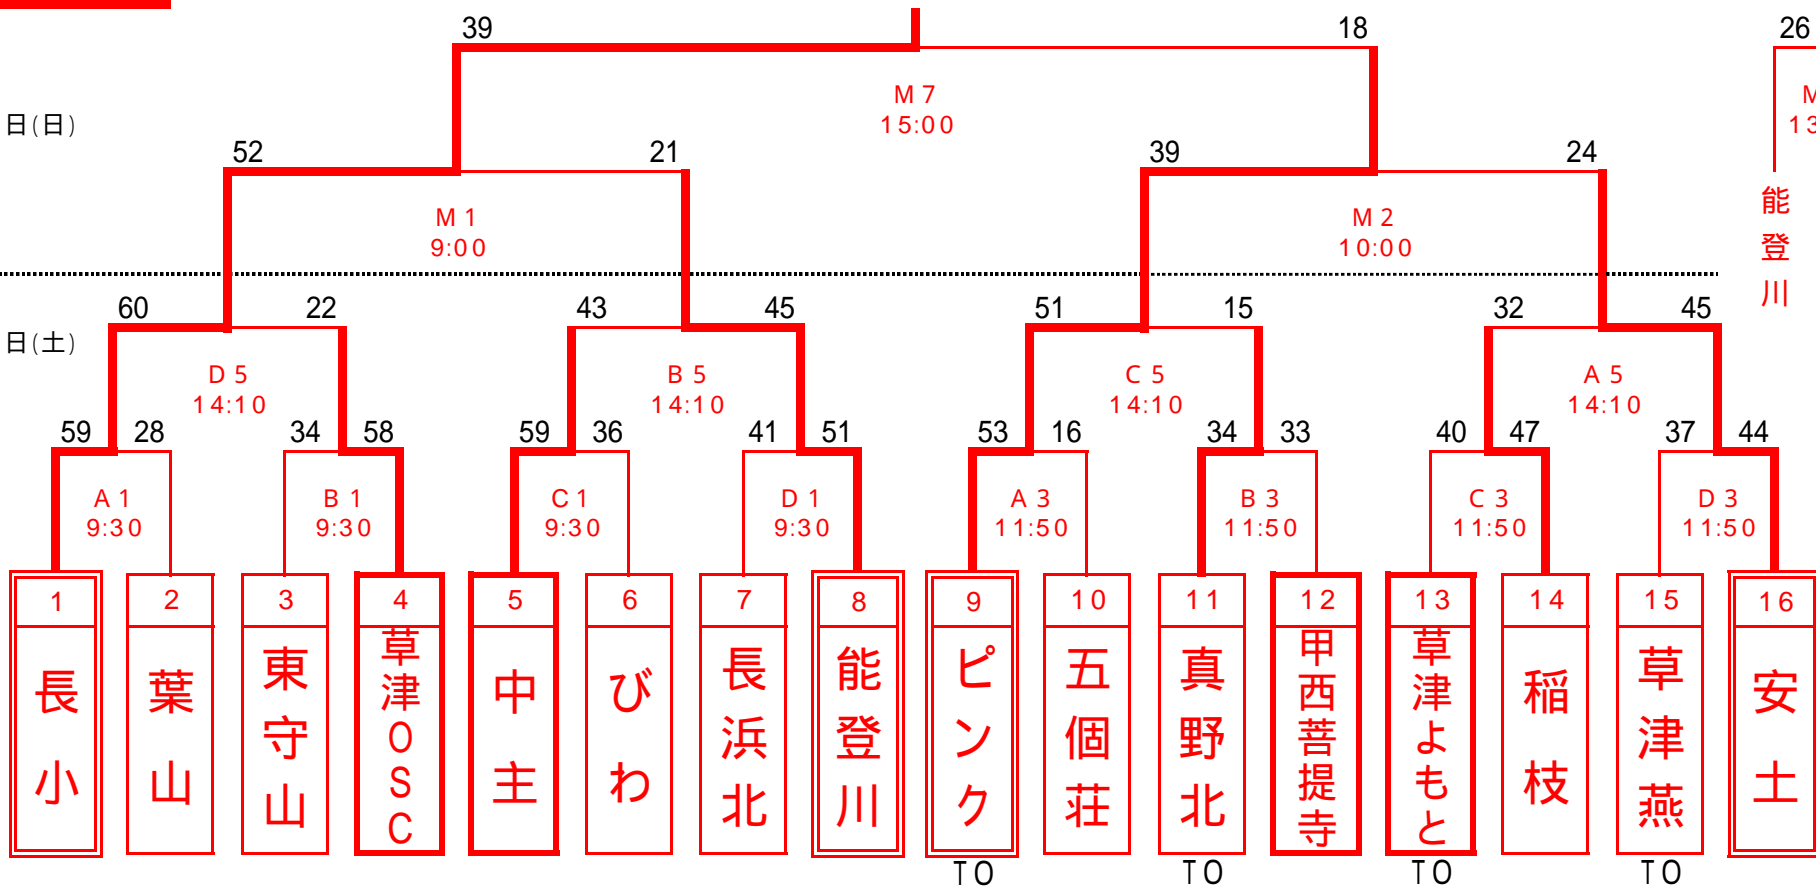 39 18 26
M7 M
15:00 13
日(日)
52 21 39 24
能登川
M1 M2
9:00 10:00
60 22 43 45 51 15 32 45
日(土)
D5 B5 C5 A5
14:10 14:10 14:10 14:10
59 28 34 58 59 36 41 51 53 16 34 33 40 47 37 44
A1 B1 C1 D1 A3 B3 C3 D3
9:30 9:30 9:30 9:30 11:50 11:50 11:50 11:50
1 2 3 4 5 6 7 8 9 10 11 12 13 14 15 16
長小
葉山
東守山
草津OSC
中主
びわ
長浜北
能登川
ピンク
五個荘
真野北
甲西菩提寺
草津よもと
稲枝
草津燕
安土
TO TO TO TO